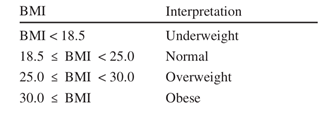 BMI Interpretation
BMI < 18.5 Underweight
18.5 ≤ BMI < 25.0 Normal
25.0 ≤ BMI < 30.0 Overweight
30.0 ≤ BMI Obese